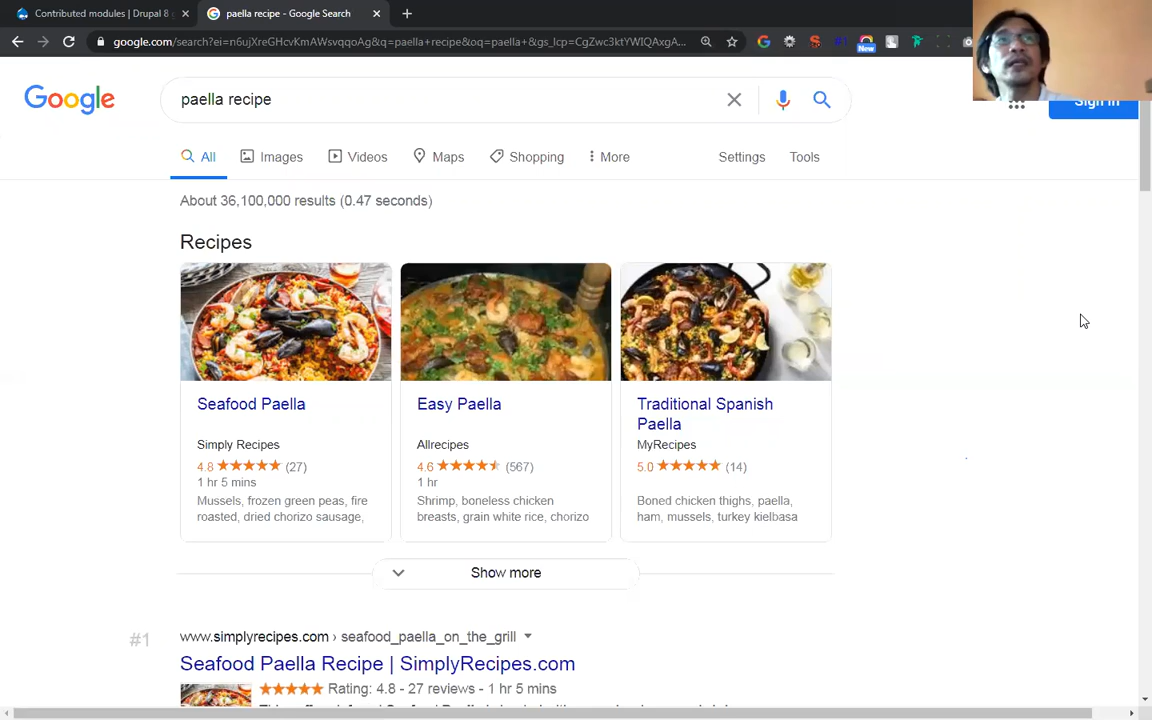 Contributed modules | Drupal 8
paella recipe - Google Search
google.com/search?ei=n6ujXreGHcvKmAWsvqqoAg&q=paella+recipe&oq=paella+&gs_lcp=CgZwc3ktYWIQAxgA...
#1
New
Google
paella recipe
Sign in
All
Images
Videos
Maps
Shopping
More
Settings
Tools
About 36,100,000 results (0.47 seconds)
Recipes
Seafood Paella
Simply Recipes
4.8 ★★★★★ (27)
1 hr 5 mins
Mussels, frozen green peas, fire
roasted, dried chorizo sausage,
Easy Paella
Allrecipes
4.6 ★★★★★ (567)
1 hr
Shrimp, boneless chicken
breasts, grain white rice, chorizo
Traditional Spanish
Paella
MyRecipes
5.0 ★★★★★ (14)
Boned chicken thighs, paella,
ham, mussels, turkey kielbasa
Show more
#1
www.simplyrecipes.com › seafood_paella_on_the_grill
Seafood Paella Recipe | SimplyRecipes.com
★★★★★ Rating: 4.8 - 27 reviews - 1 hr 5 mins